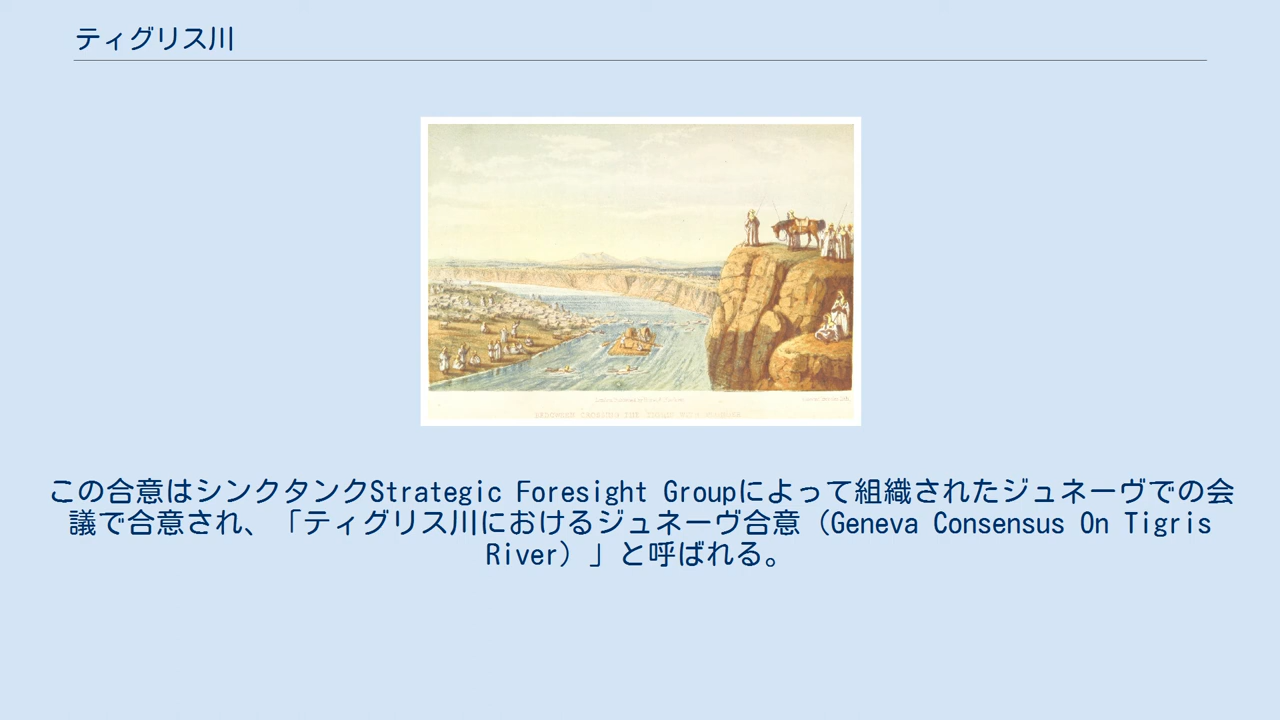 ティグリス川
この合意はシンクタンクStrategic Foresight Groupによって組織されたジュネーヴでの会
議で合意され、「ティグリス川におけるジュネーヴ合意（Geneva Consensus On Tigris
River）」と呼ばれる。